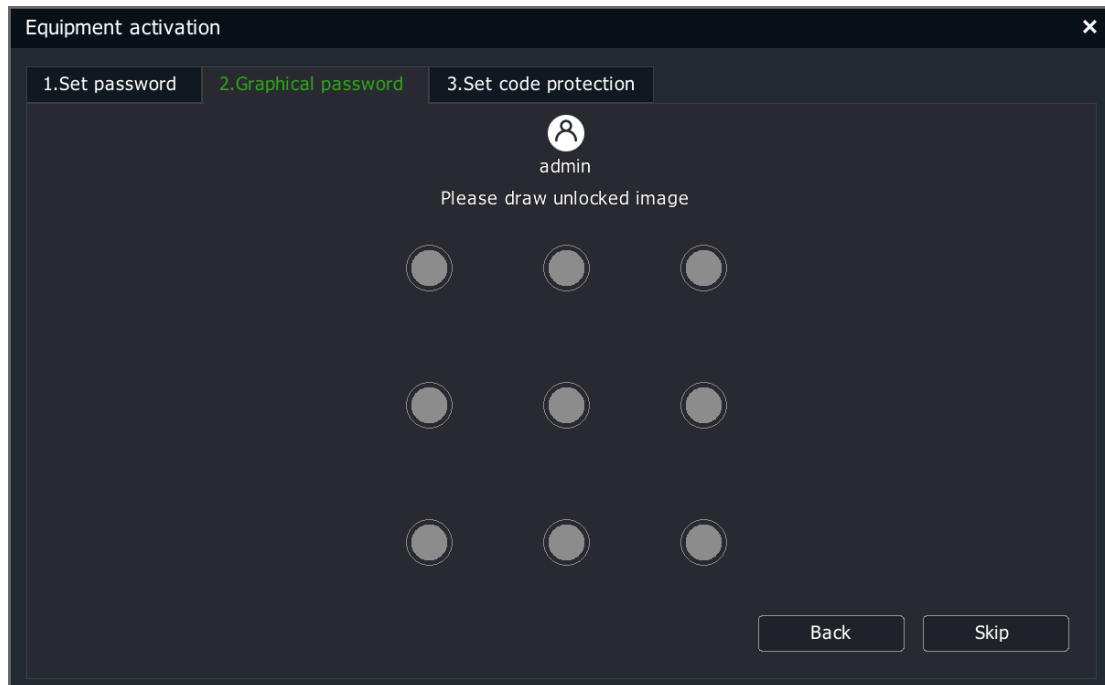 Equipment activation
1.Set password 2.Graphical password 3.Set code protection
admin
Please draw unlocked image
Back Skip